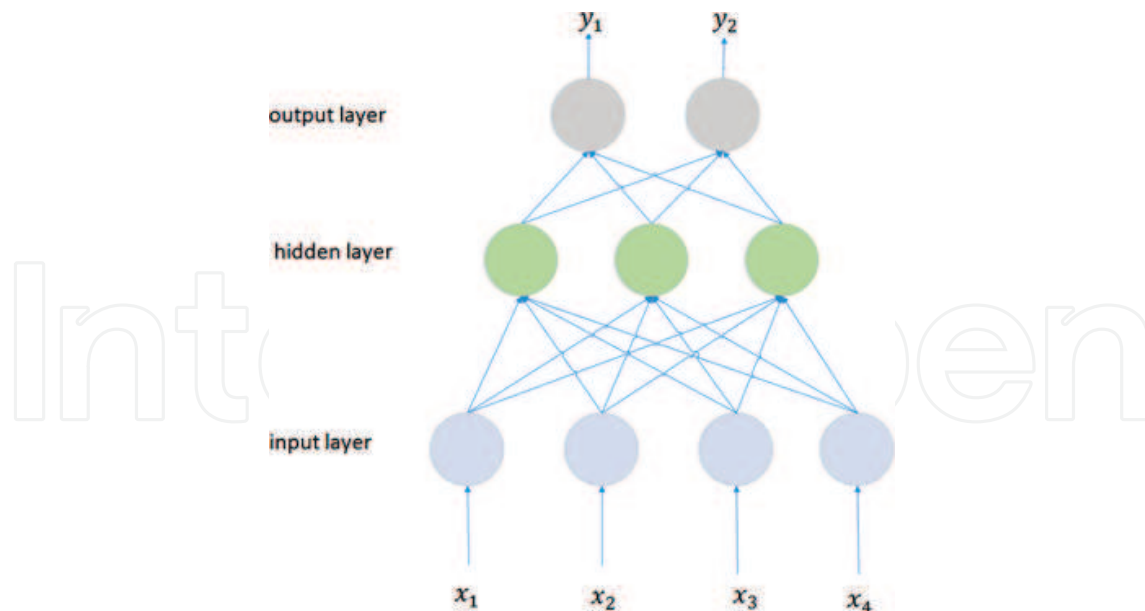 y₁ y₂
output layer
hidden layer
input layer
x₁ x₂ x₃ x₄